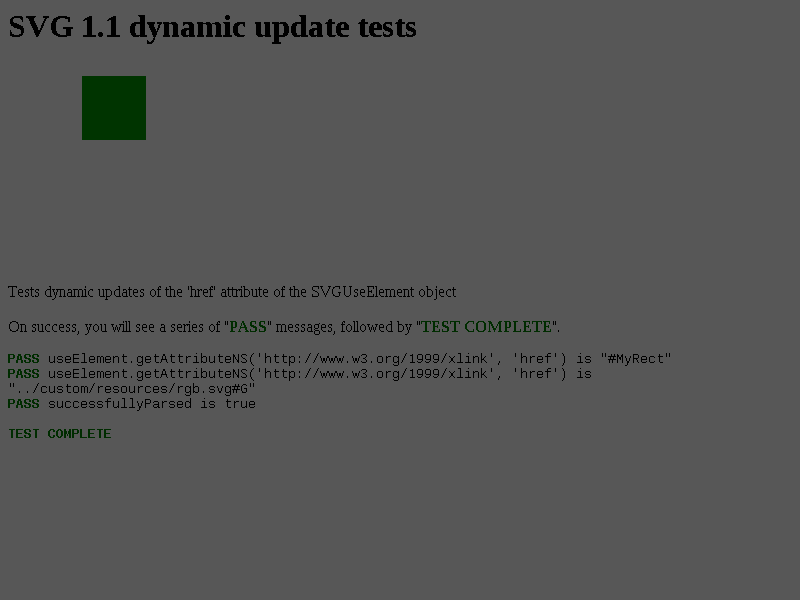 SVG 1.1 dynamic update tests
Tests dynamic updates of the 'href' attribute of the SVGUseElement object
On success, you will see a series of "PASS" messages, followed by "TEST COMPLETE".
PASS useElement.getAttributeNS('http://www.w3.org/1999/xlink', 'href') is "#MyRect"
PASS useElement.getAttributeNS('http://www.w3.org/1999/xlink', 'href') is
"../custom/resources/rgb.svg#G"
PASS successfullyParsed is true
TEST COMPLETE